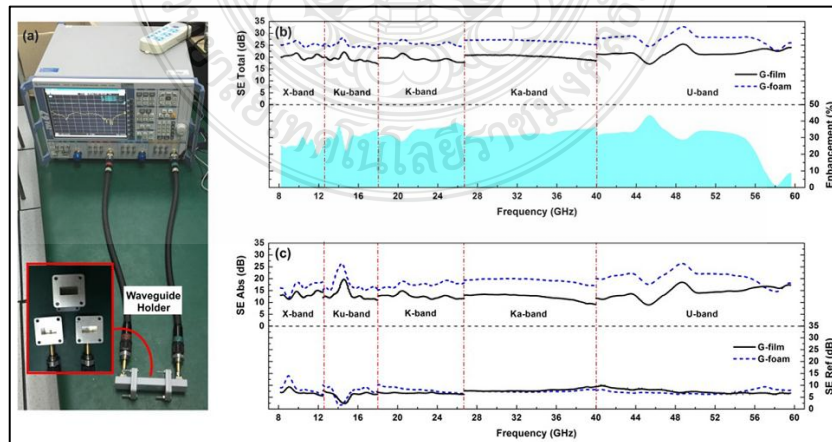 (a)
Waveguide
Holder
(b)
SE Total (dB)
35
30
25
20
15
10
5
0
X-band
Ku-band
K-band
Ka-band
U-band
G-film
G-foam
50
40
30
20
10
0
Enhancement (%)
8 12 16 20 24 28 32 36 40 44 48 52 56 60
Frequency (GHz)
(c)
SE Abs (dB)
35
30
25
20
15
10
5
0
X-band
Ku-band
K-band
Ka-band
U-band
G-film
G-foam
35
30
25
20
15
10
5
0
SE Ref (dB)
8 12 16 20 24 28 32 36 40 44 48 52 56 60
Frequency (GHz)